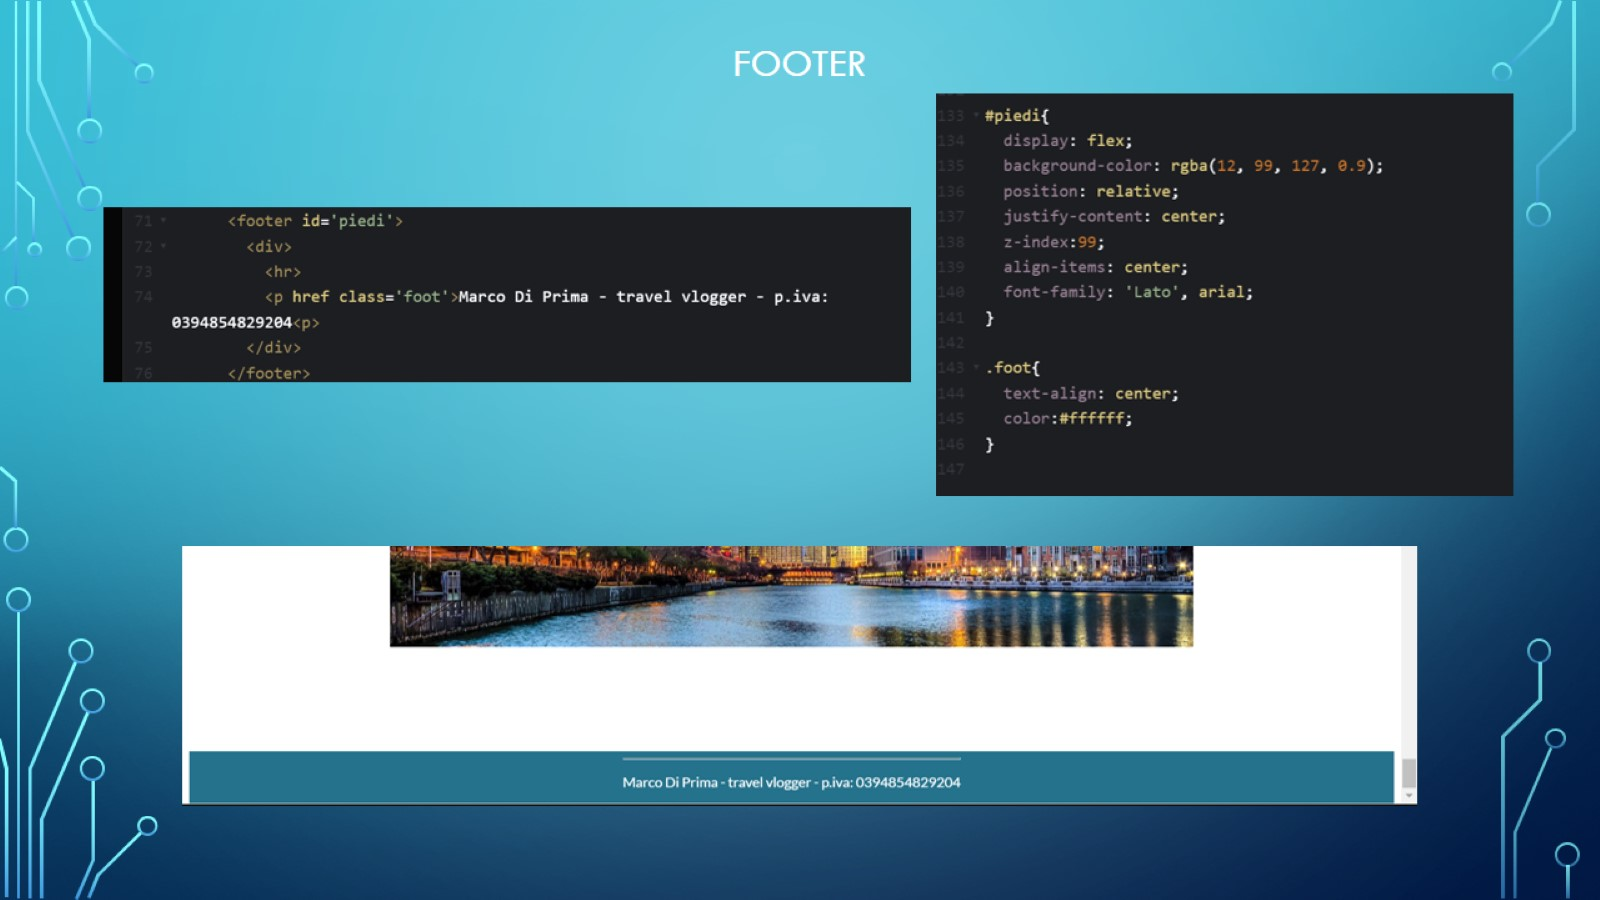 FOOTER
71 <footer id='piedi'>
72 <div>
73 <hr>
74 <p href class='foot'>Marco Di Prima - travel vlogger - p.iva:
0394854829204<p>
75 </div>
76 </footer>
133 #piedi{
134 display: flex;
135 background-color: rgba(12, 99, 127, 0.9);
136 position: relative;
137 justify-content: center;
138 z-index:99;
139 align-items: center;
140 font-family: 'Lato', arial;
141 }
142
143 .foot{
144 text-align: center;
145 color:#ffffff;
146 }
147
Marco Di Prima - travel vlogger - p.iva: 0394854829204